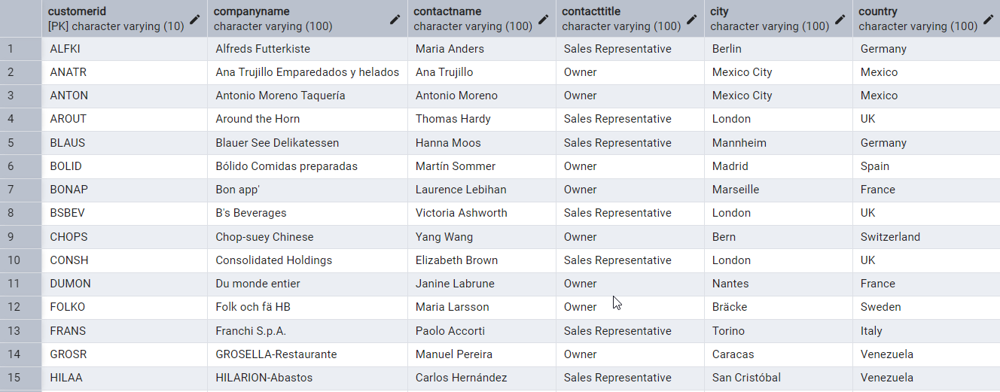 customerid companyname contactname contacttitle city country
[PK] character varying (10) character varying (100) character varying (100) character varying (100) character varying (100) character varying (100)
1 ALFKI Alfreds Futterkiste Maria Anders Sales Representative Berlin Germany
2 ANATR Ana Trujillo Emparedados y helados Ana Trujillo Owner Mexico City Mexico
3 ANTON Antonio Moreno Taquería Antonio Moreno Owner Mexico City Mexico
4 AROUT Around the Horn Thomas Hardy Sales Representative London UK
5 BLAUS Blauer See Delikatessen Hanna Moos Sales Representative Mannheim Germany
6 BOLID Bólido Comidas preparadas Martín Sommer Owner Madrid Spain
7 BONAP Bon app' Laurence Lebihan Owner Marseille France
8 BSBEV B's Beverages Victoria Ashworth Sales Representative London UK
9 CHOPS Chop-suey Chinese Yang Wang Owner Bern Switzerland
10 CONSH Consolidated Holdings Elizabeth Brown Sales Representative London UK
11 DUMON Du monde entier Janine Labrune Owner Nantes France
12 FOLKO Folk och fä HB Maria Larsson Owner Bräcke Sweden
13 FRANS Franchi S.p.A. Paolo Accorti Sales Representative Torino Italy
14 GROSR GROSELLA-Restaurante Manuel Pereira Owner Caracas Venezuela
15 HILAA HILARION-Abastos Carlos Hernández Sales Representative San Cristóbal Venezuela